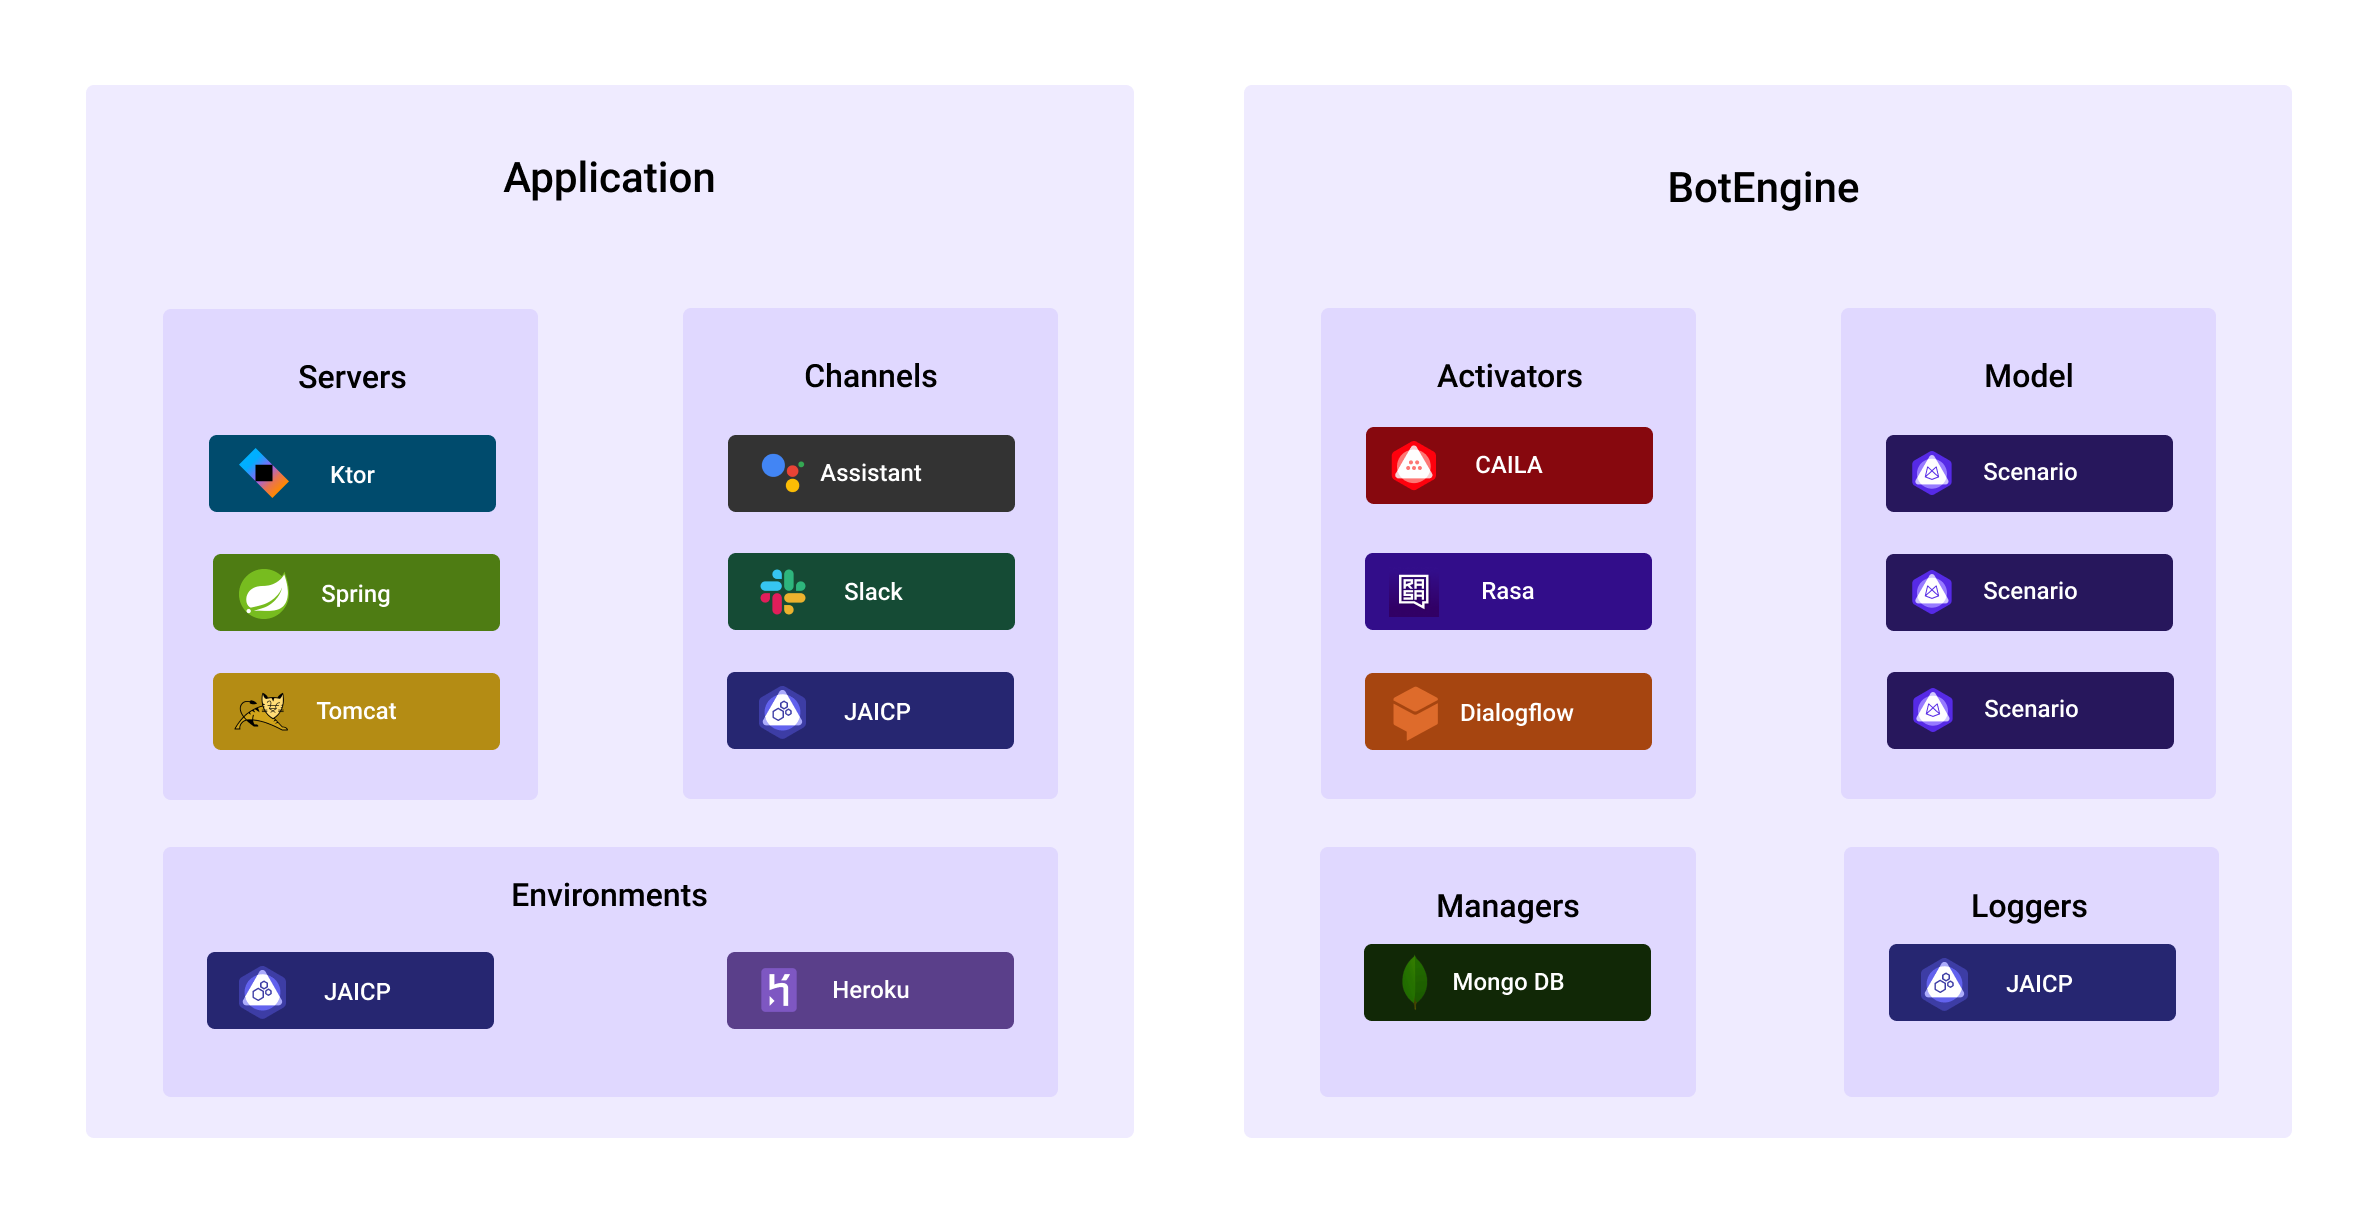 Application
Servers
Ktor
Spring
Tomcat
Channels
Assistant
Slack
JAICP
Environments
JAICP
Heroku
BotEngine
Activators
CAILA
RASA
Rasa
Dialogflow
Model
Scenario
Scenario
Scenario
Managers
Mongo DB
Loggers
JAICP